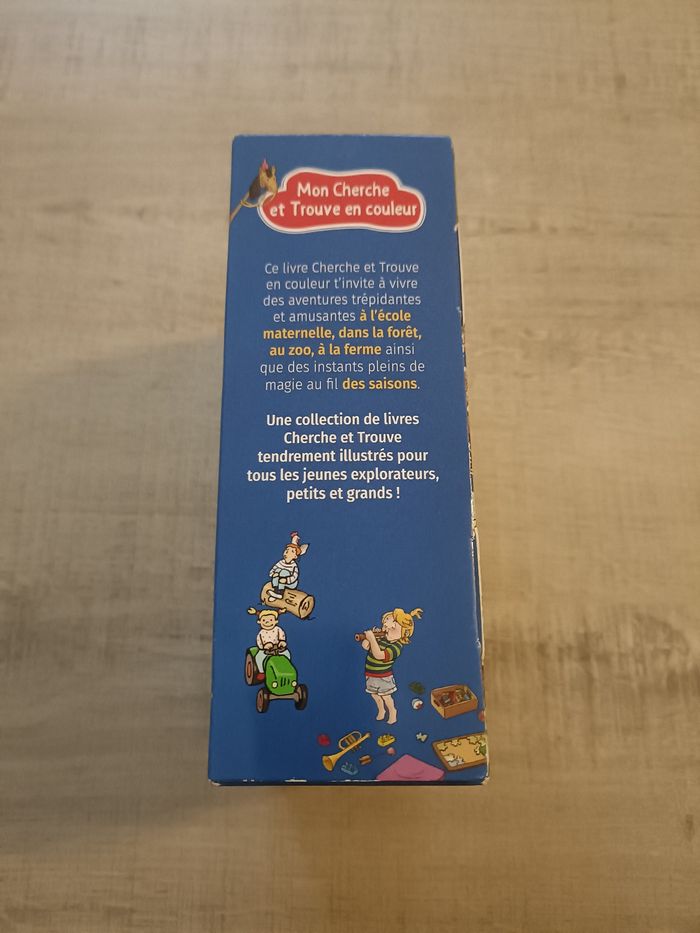 Mon Cherche
et Trouve en couleur
Ce livre Cherche et Trouve
en couleur t'invite à vivre
des aventures trépidantes
et amusantes à l'école
maternelle, dans la forêt,
au zoo, à la ferme ainsi
que des instants pleins de
magie au fil des saisons.
Une collection de livres
Cherche et Trouve
tendrement illustrés pour
tous les jeunes explorateurs,
petits et grands !